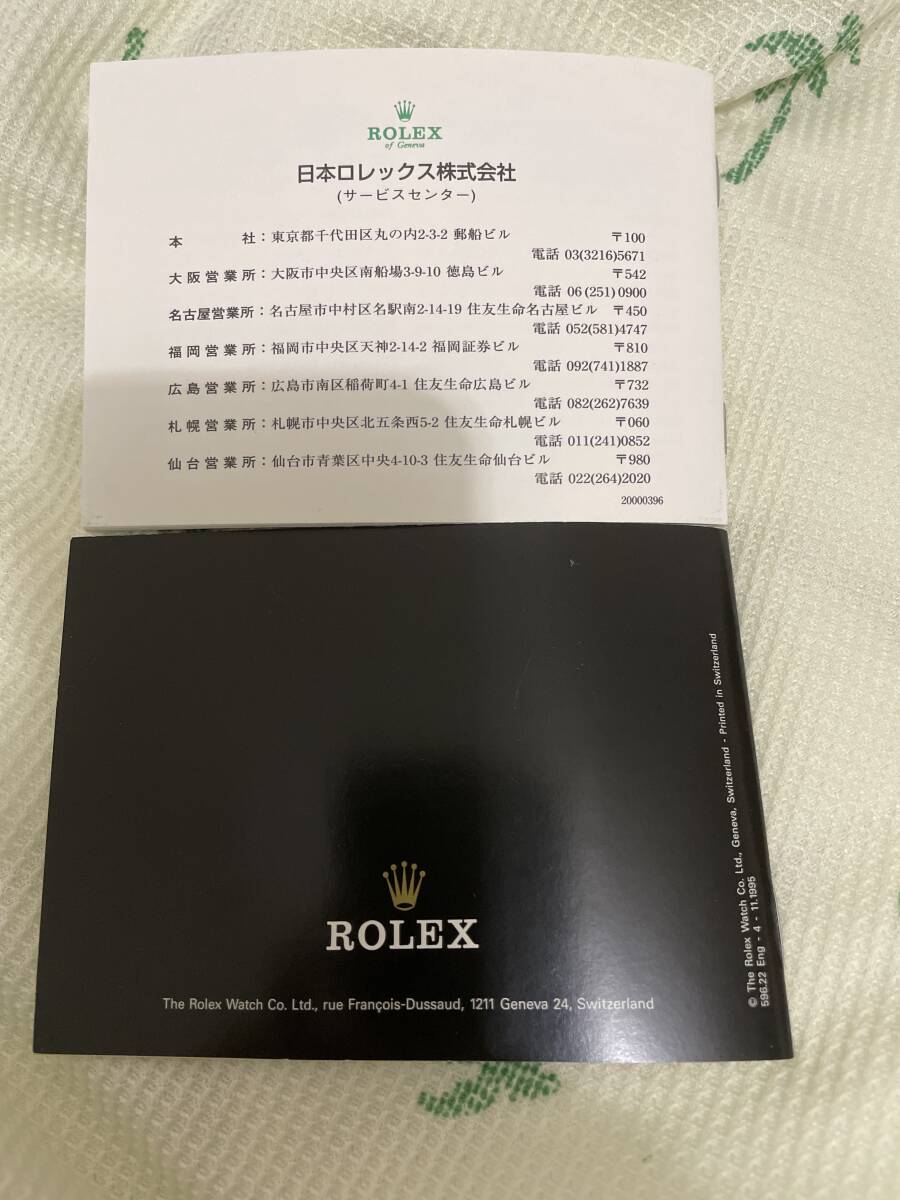 ROLEX
of Geneva
日本ロレックス株式会社
(サービスセンター)
本社：東京都千代田区丸の内2-3-2 郵船ビル 〒100
電話 03(3216)5671
大阪営業所：大阪市中央区南船場3-9-10 徳島ビル 〒542
電話 06(251)0900
名古屋営業所：名古屋市中村区名駅南2-14-19 住友生命名古屋ビル 〒450
電話 052(581)4747
福岡営業所：福岡市中央区天神2-14-2 福岡証券ビル 〒810
電話 092(741)1887
広島営業所：広島市南区稲荷町4-1 住友生命広島ビル 〒732
電話 082(262)7639
札幌営業所：札幌市中央区北五条西5-2 住友生命札幌ビル 〒060
電話 011(241)0852
仙台営業所：仙台市青葉区中央4-10-3 住友生命仙台ビル 〒980
電話 022(264)2020
20000396
ROLEX
The Rolex Watch Co. Ltd., rue François-Dussaud, 1211 Geneva 24, Switzerland
© The Rolex Watch Co. Ltd., Geneva, Switzerland - Printed in Switzerland
596.22 Eng - 4 - 11.1995